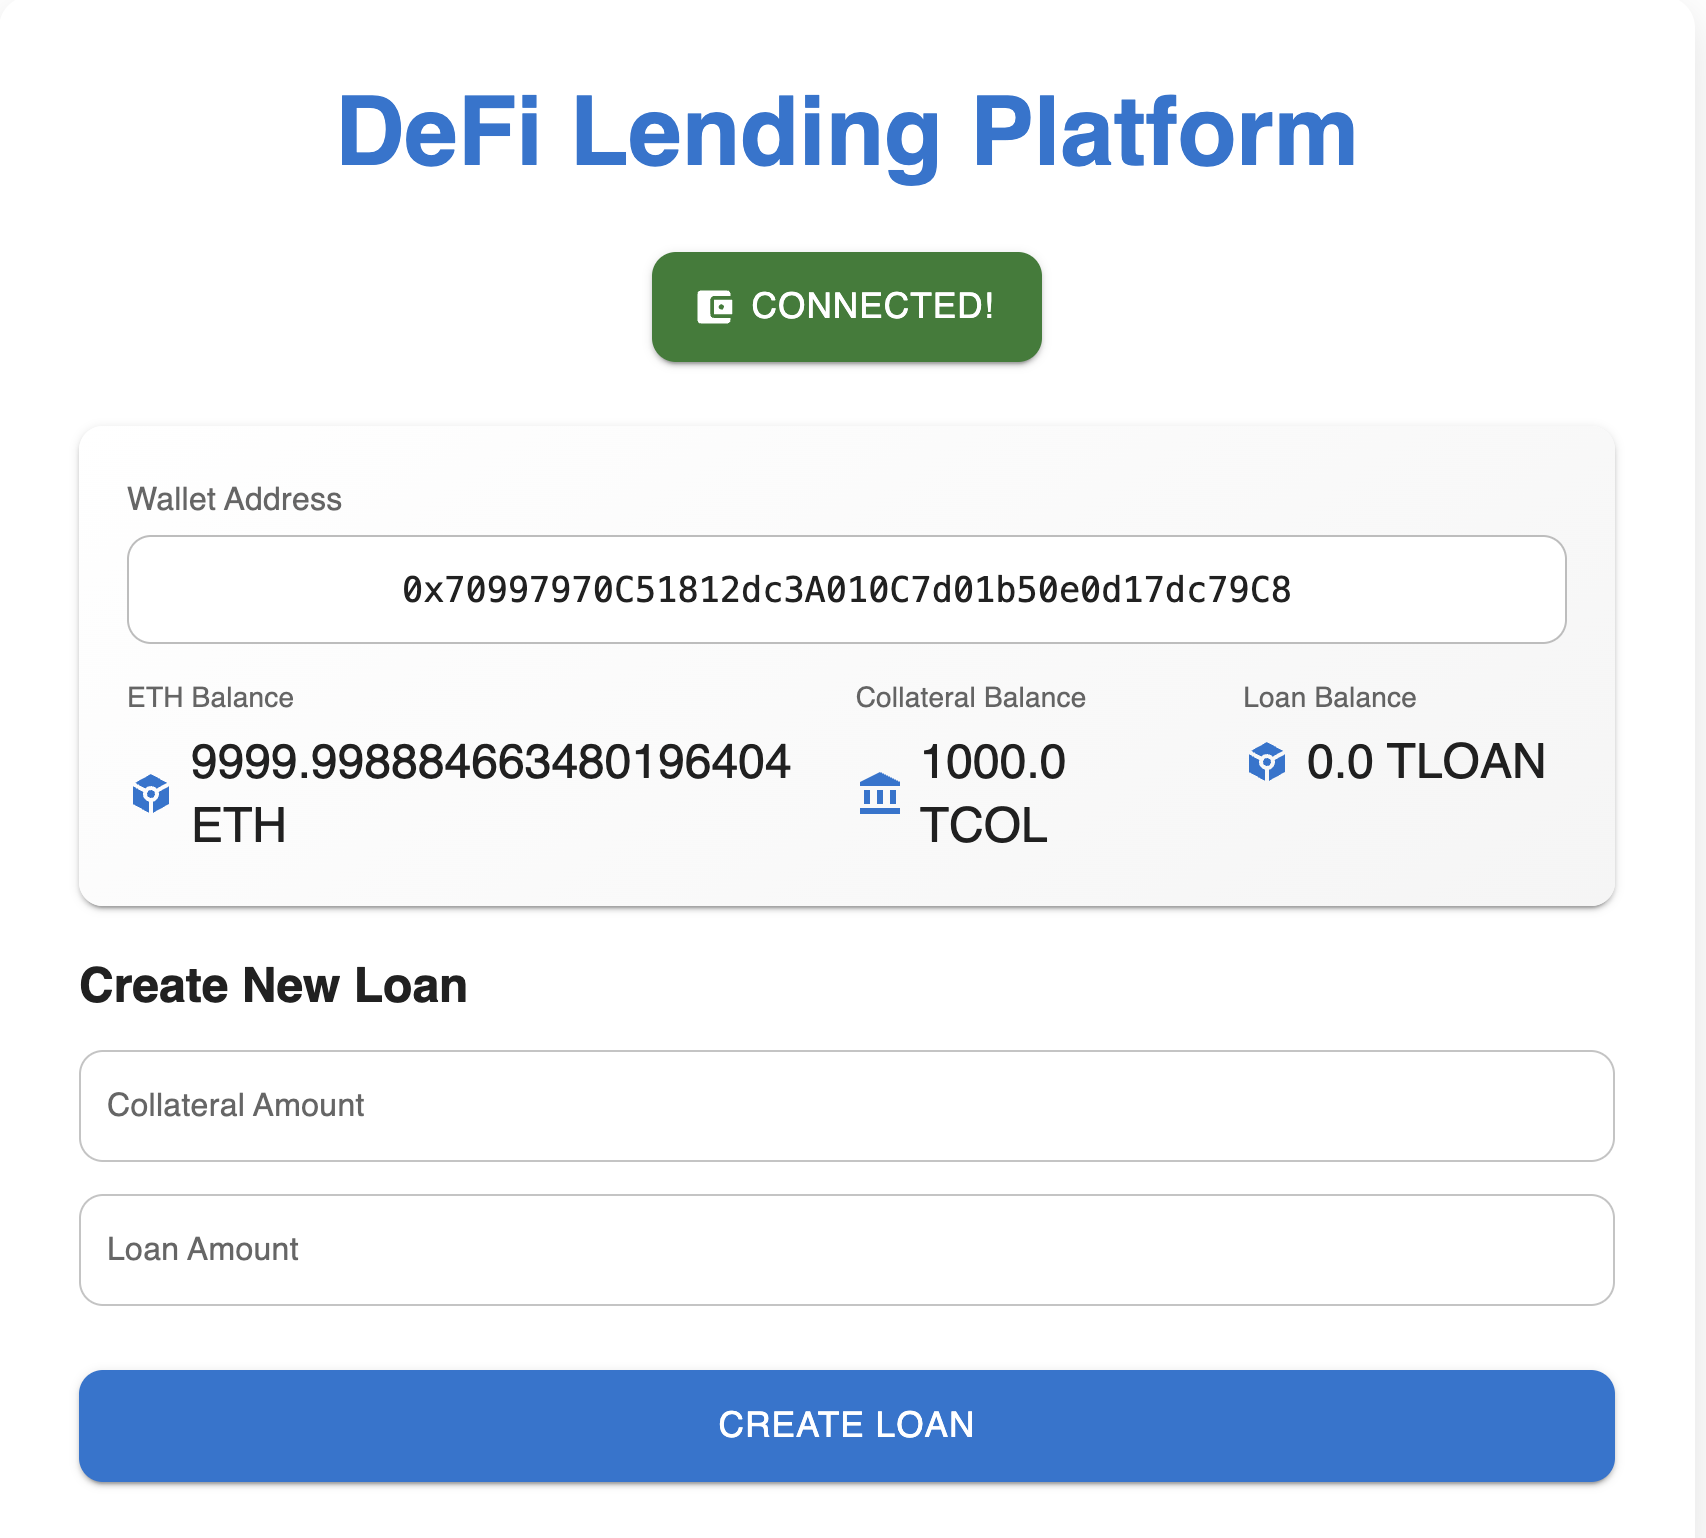 DeFi Lending Platform
CONNECTED!
Wallet Address
0x70997970C51812dc3A010C7d01b50e0d17dc79C8
ETH Balance
9999.998884663480196404
ETH
Collateral Balance
1000.0
TCOL
Loan Balance
0.0 TLOAN
Create New Loan
Collateral Amount
Loan Amount
CREATE LOAN